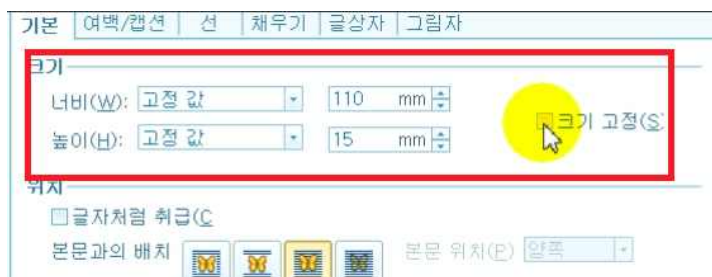 기본 여백/캡션 선 채우기 글상자 그림자
크기
너비(W): 고정 값 110 mm
높이(H): 고정 값 15 mm
크기 고정(S)
위치
글자처럼 취급(C
본문과의 배치 본문 위치(P) 양쪽